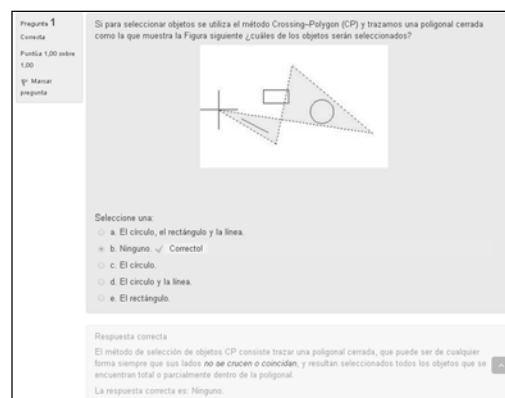 Pregunta 1
Correcta
Puntúa 1,00 sobre
1,00
Marcar
pregunta
Si para seleccionar objetos se utiliza el método Crossing–Polygon (CP) y trazamos una poligonal cerrada
como la que muestra la Figura siguiente ¿cuáles de los objetos serán seleccionados?
Seleccione una:
a. El círculo, el rectángulo y la línea.
b. Ninguno. ✓ Correcto!
c. El círculo.
d. El circulo y la línea.
e. El rectángulo.
Respuesta correcta
El método de selección de objetos CP consiste trazar una poligonal cerrada, que puede ser de cualquier
forma siempre que sus lados no se crucen o coincidan, y resultan seleccionados todos los objetos que se
encuentran total o parcialmente dentro de la poligonal.
La respuesta correcta es: Ninguno.